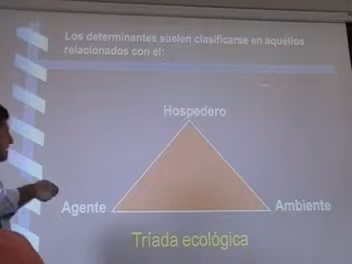 Los determinantes suelen clasificarse en aquellos
relacionados con el:
Hospedero
Agente
Ambiente
Tríada ecológica